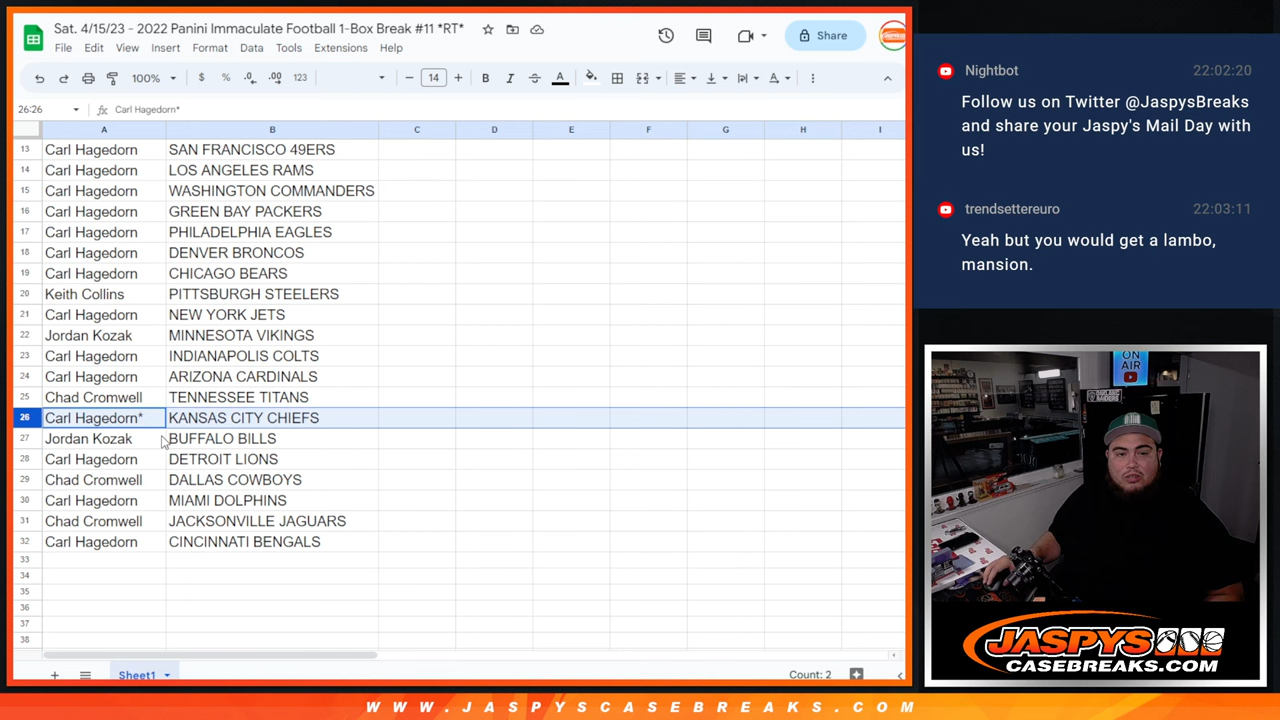 Sat. 4/15/23 - 2022 Panini Immaculate Football 1-Box Break #11 *RT*
File Edit View Insert Format Data Tools Extensions Help
Share
100% $ % .0 .00 123 14 B I A
26:26 fx Carl Hagedorn*
A B C D E F G H I
13 Carl Hagedorn SAN FRANCISCO 49ERS
14 Carl Hagedorn LOS ANGELES RAMS
15 Carl Hagedorn WASHINGTON COMMANDERS
16 Carl Hagedorn GREEN BAY PACKERS
17 Carl Hagedorn PHILADELPHIA EAGLES
18 Carl Hagedorn DENVER BRONCOS
19 Carl Hagedorn CHICAGO BEARS
20 Keith Collins PITTSBURGH STEELERS
21 Carl Hagedorn NEW YORK JETS
22 Jordan Kozak MINNESOTA VIKINGS
23 Carl Hagedorn INDIANAPOLIS COLTS
24 Carl Hagedorn ARIZONA CARDINALS
25 Chad Cromwell TENNESSEE TITANS
26 Carl Hagedorn* KANSAS CITY CHIEFS
27 Jordan Kozak BUFFALO BILLS
28 Carl Hagedorn DETROIT LIONS
29 Chad Cromwell DALLAS COWBOYS
30 Carl Hagedorn MIAMI DOLPHINS
31 Chad Cromwell JACKSONVILLE JAGUARS
32 Carl Hagedorn CINCINNATI BENGALS
33
34
35
36
37
38
Sheet1 Count: 2
Nightbot 22:02:20
Follow us on Twitter @JaspysBreaks
and share your Jaspy's Mail Day with
us!
trendsettereuro 22:03:11
Yeah but you would get a lambo,
mansion.
ON
AIR
JASPYS
CASEBREAKS.COM
WWW.JASPYSCASEBREAKS.COM